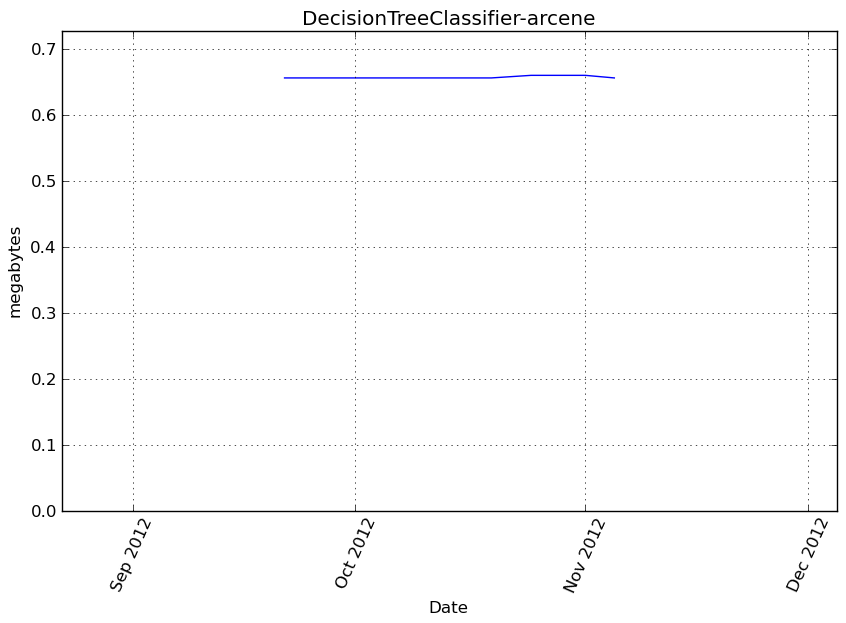 DecisionTreeClassifier-arcene
0.7
0.6
0.5
0.4
0.3
0.2
0.1
0.0
megabytes
Sep 2012
Oct 2012
Nov 2012
Dec 2012
Date